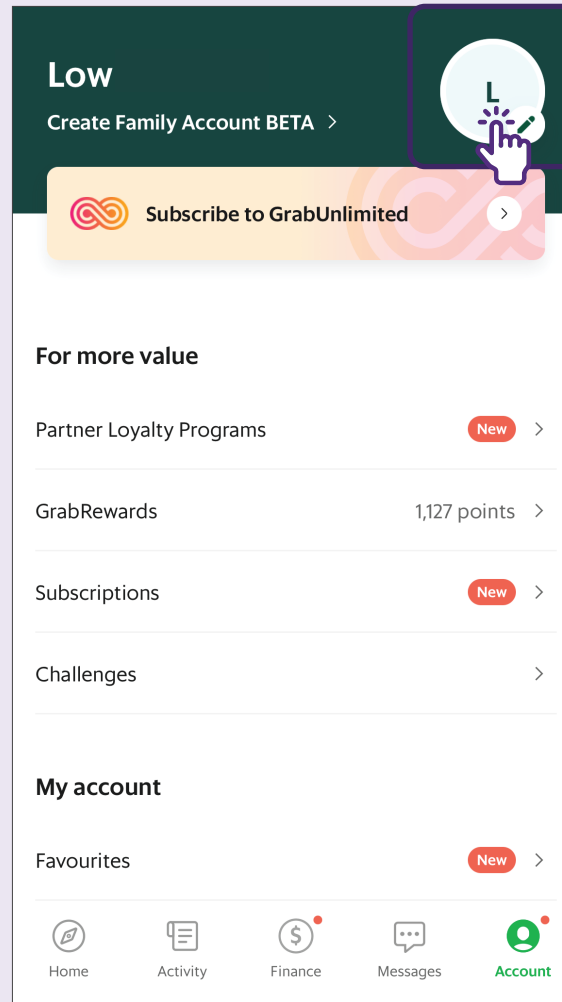 Low
L
Create Family Account BETA
Subscribe to GrabUnlimited
For more value
Partner Loyalty Programs New
GrabRewards 1,127 points
Subscriptions New
Challenges
My account
Favourites New
Home Activity Finance Messages Account